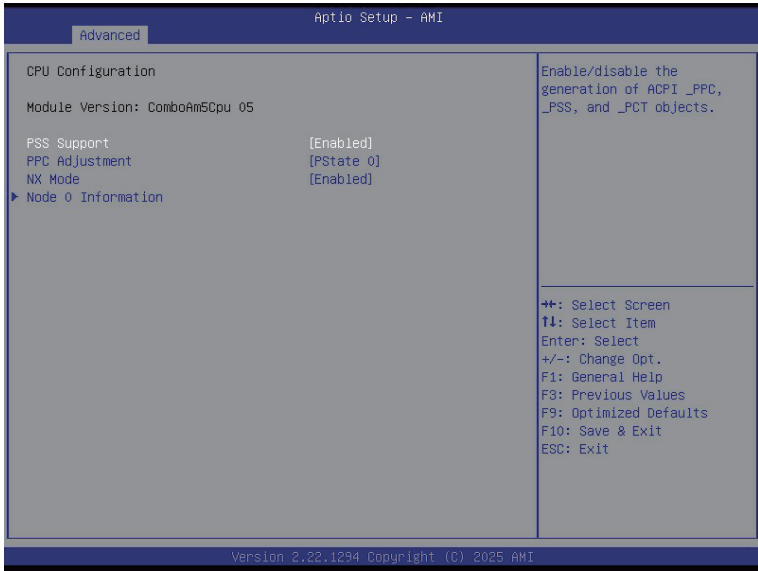 Aptio Setup – AMI
Advanced
CPU Configuration
Module Version: ComboAm5Cpu 05
PSS Support [Enabled]
PPC Adjustment [PState 0]
NX Mode [Enabled]
Node 0 Information
Enable/disable the
generation of ACPI _PPC,
_PSS, and _PCT objects.
→←: Select Screen
↑↓: Select Item
Enter: Select
+/-: Change Opt.
F1: General Help
F3: Previous Values
F9: Optimized Defaults
F10: Save & Exit
ESC: Exit
Version 2.22.1294 Copyright (C) 2025 AMI